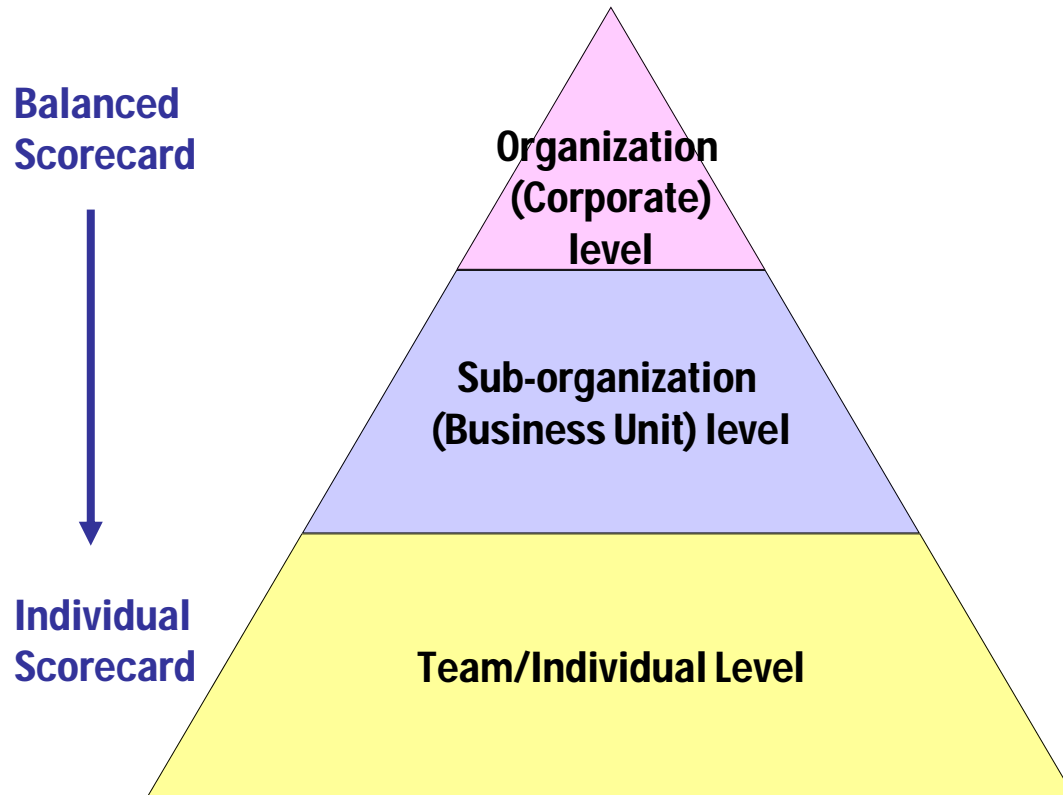 Balanced
Scorecard
Organization
(Corporate)
level
Sub-organization
(Business Unit) level
Individual
Scorecard
Team/Individual Level